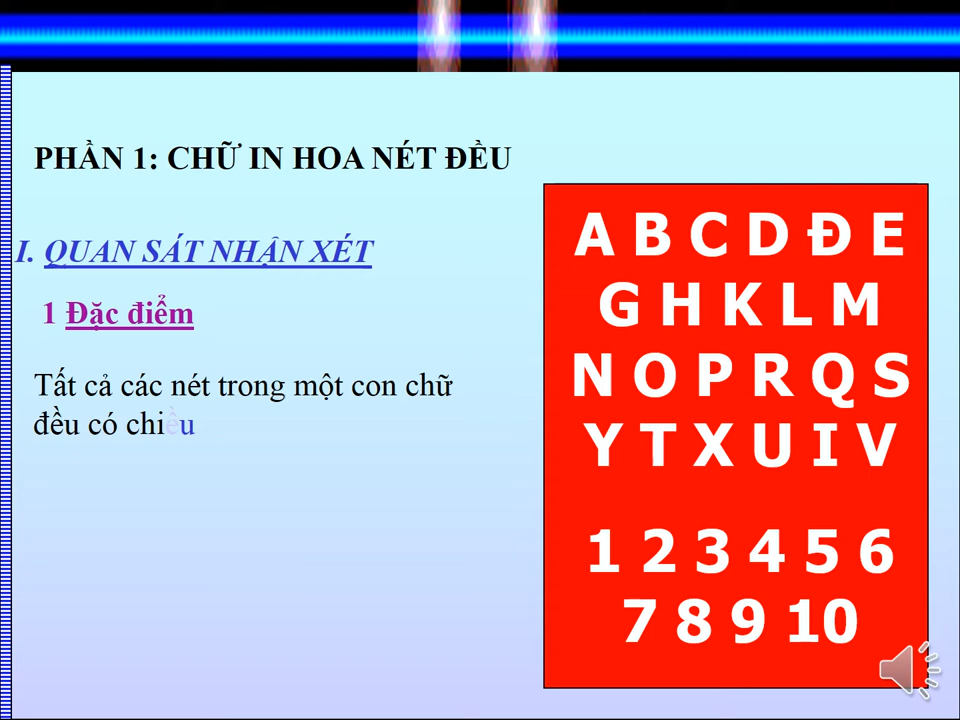 PHẦN 1: CHỮ IN HOA NÉT ĐỀU
I. QUAN SÁT NHẬN XÉT
1 Đặc điểm
Tất cả các nét trong một con chữ
đều có chiều
A B C D Đ E
G H K L M
N O P R Q S
Y T X U I V
1 2 3 4 5 6
7 8 9 10